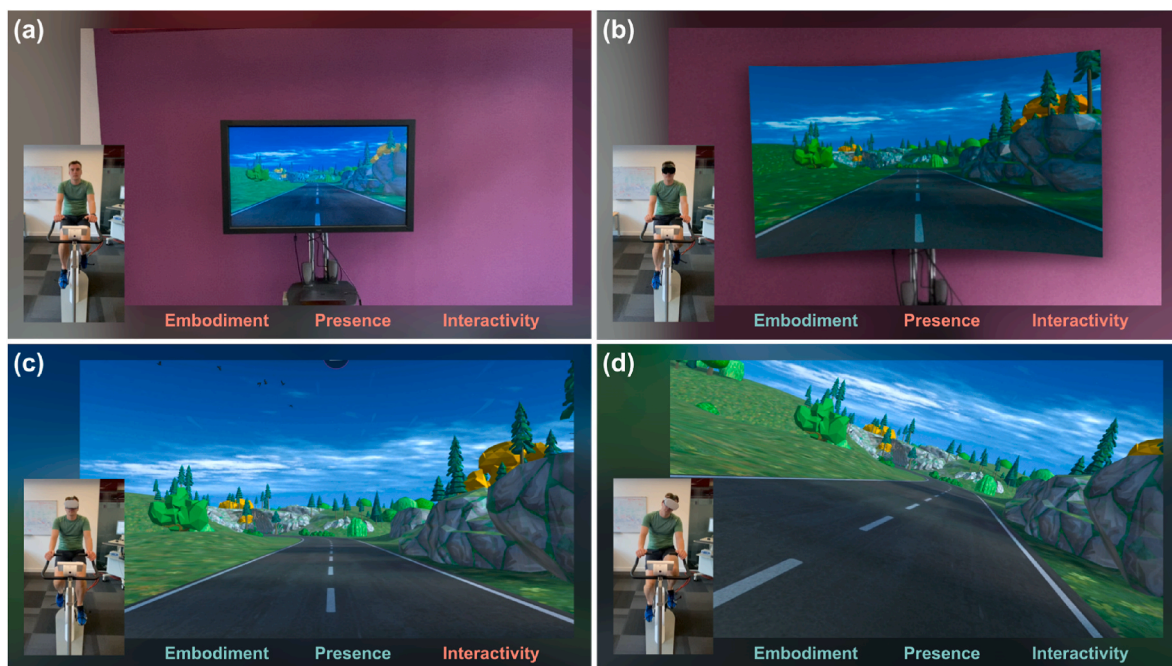 (a)
Embodiment Presence Interactivity
(b)
Embodiment Presence Interactivity
(c)
Embodiment Presence Interactivity
(d)
Embodiment Presence Interactivity